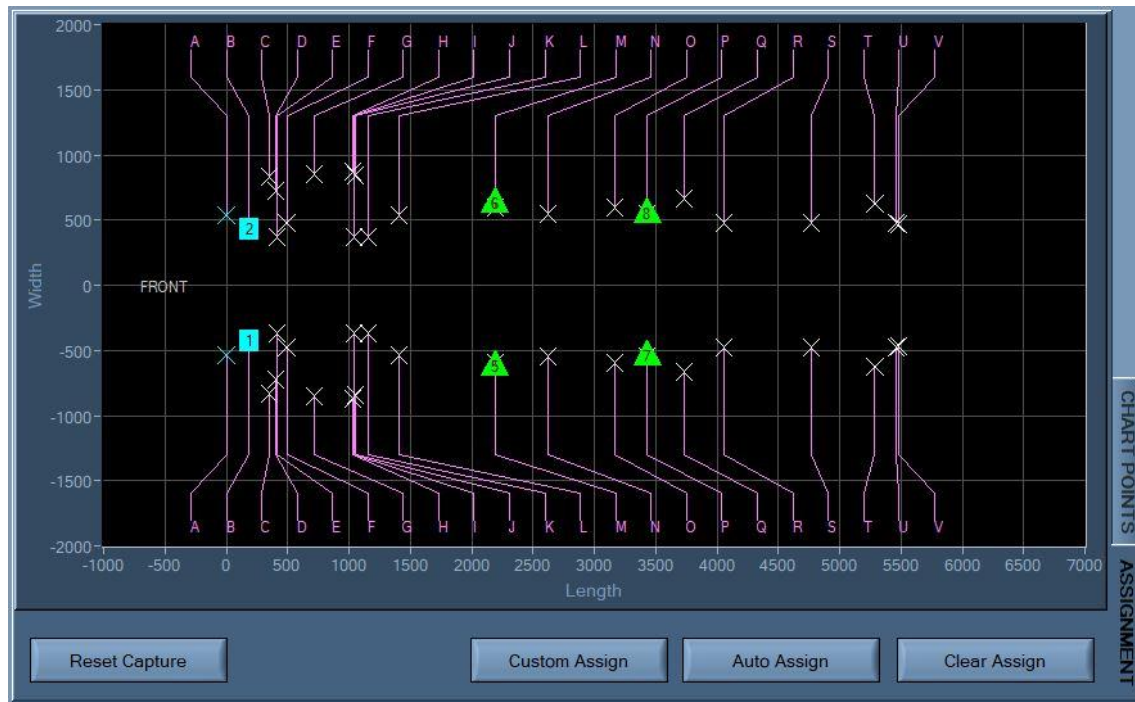 2000
A B C D E F G H I J K L M N O P Q R S T U V
1500
1000
6
8
500
2
Width
0
FRONT
1
-500
7
5
-1000
-1500
A B C D E F G H I J K L M N O P Q R S T U V
-2000
-1000 -500 0 500 1000 1500 2000 2500 3000 3500 4000 4500 5000 5500 6000 6500 7000
Length
CHART POINTS
ASSIGNMENT
Reset Capture
Custom Assign
Auto Assign
Clear Assign